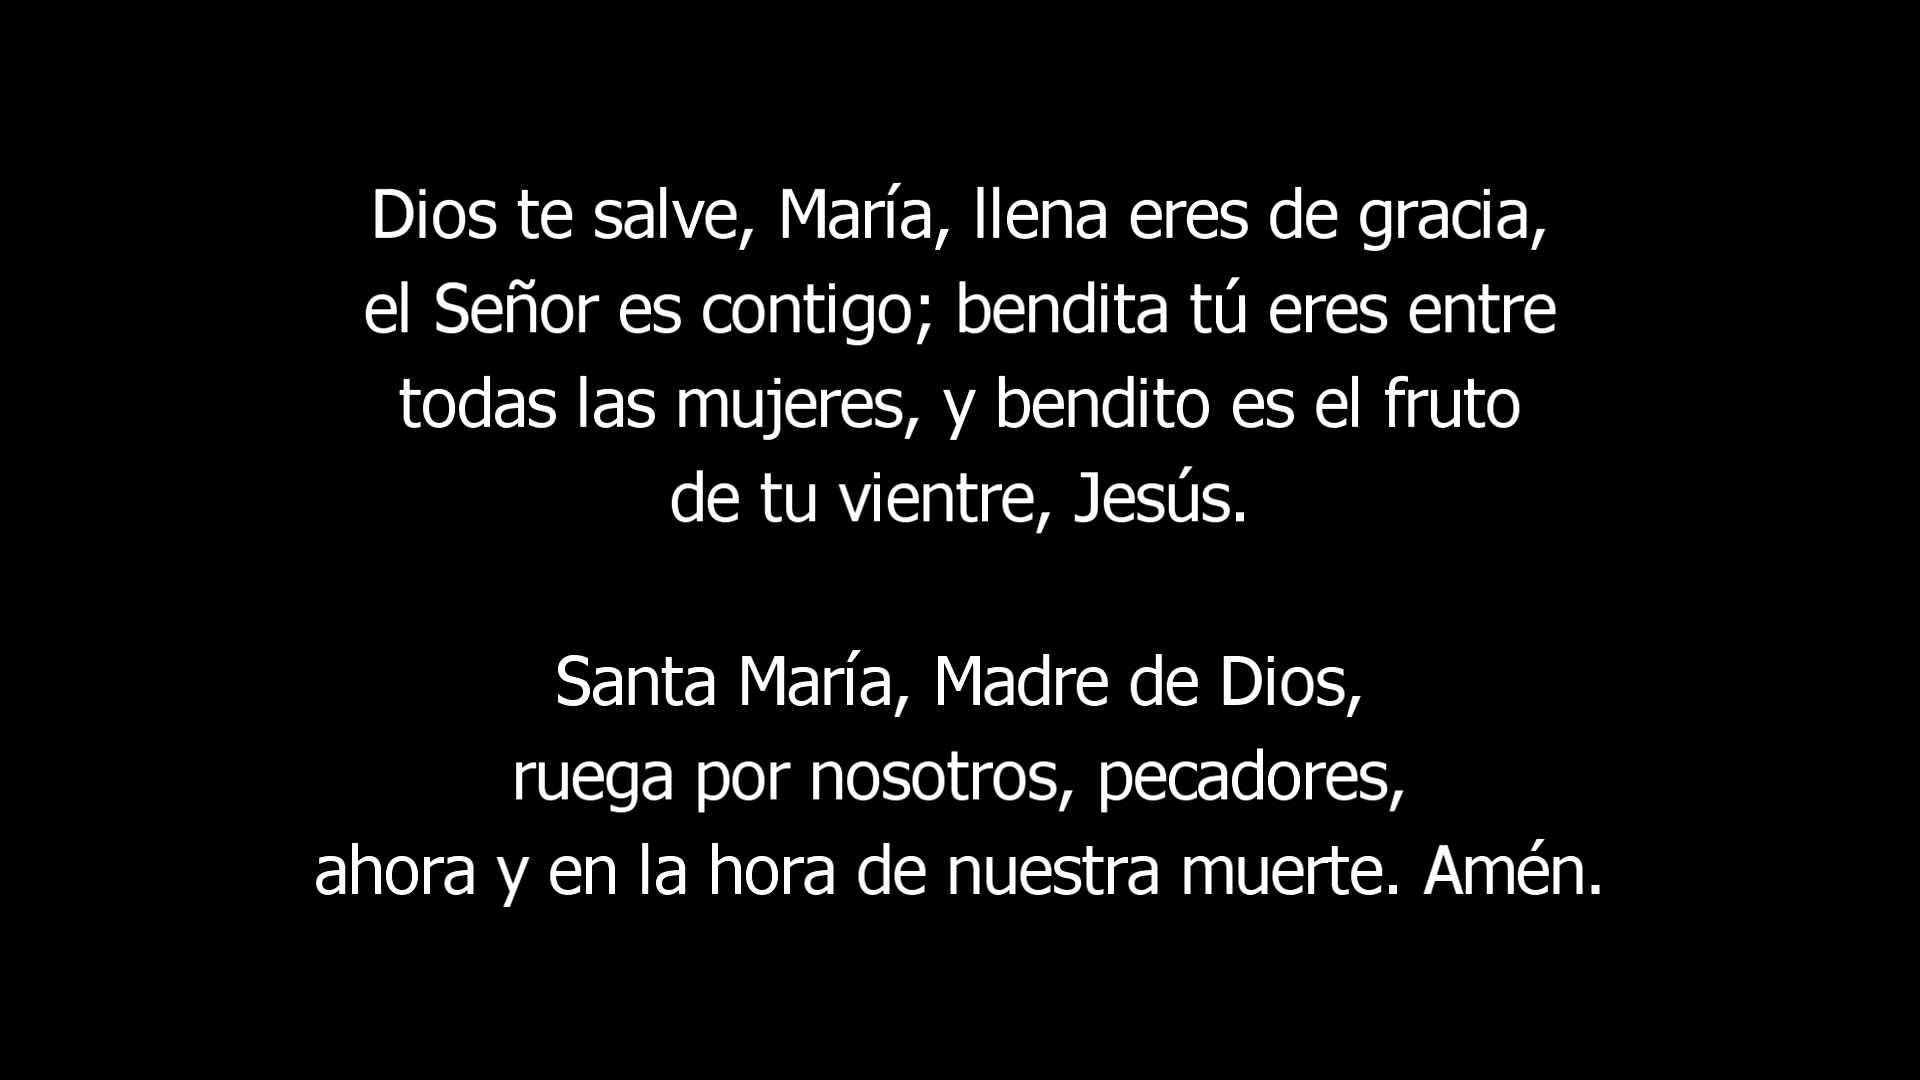 Dios te salve, María, llena eres de gracia,
el Señor es contigo; bendita tú eres entre
todas las mujeres, y bendito es el fruto
de tu vientre, Jesús.
Santa María, Madre de Dios,
ruega por nosotros, pecadores,
ahora y en la hora de nuestra muerte. Amén.